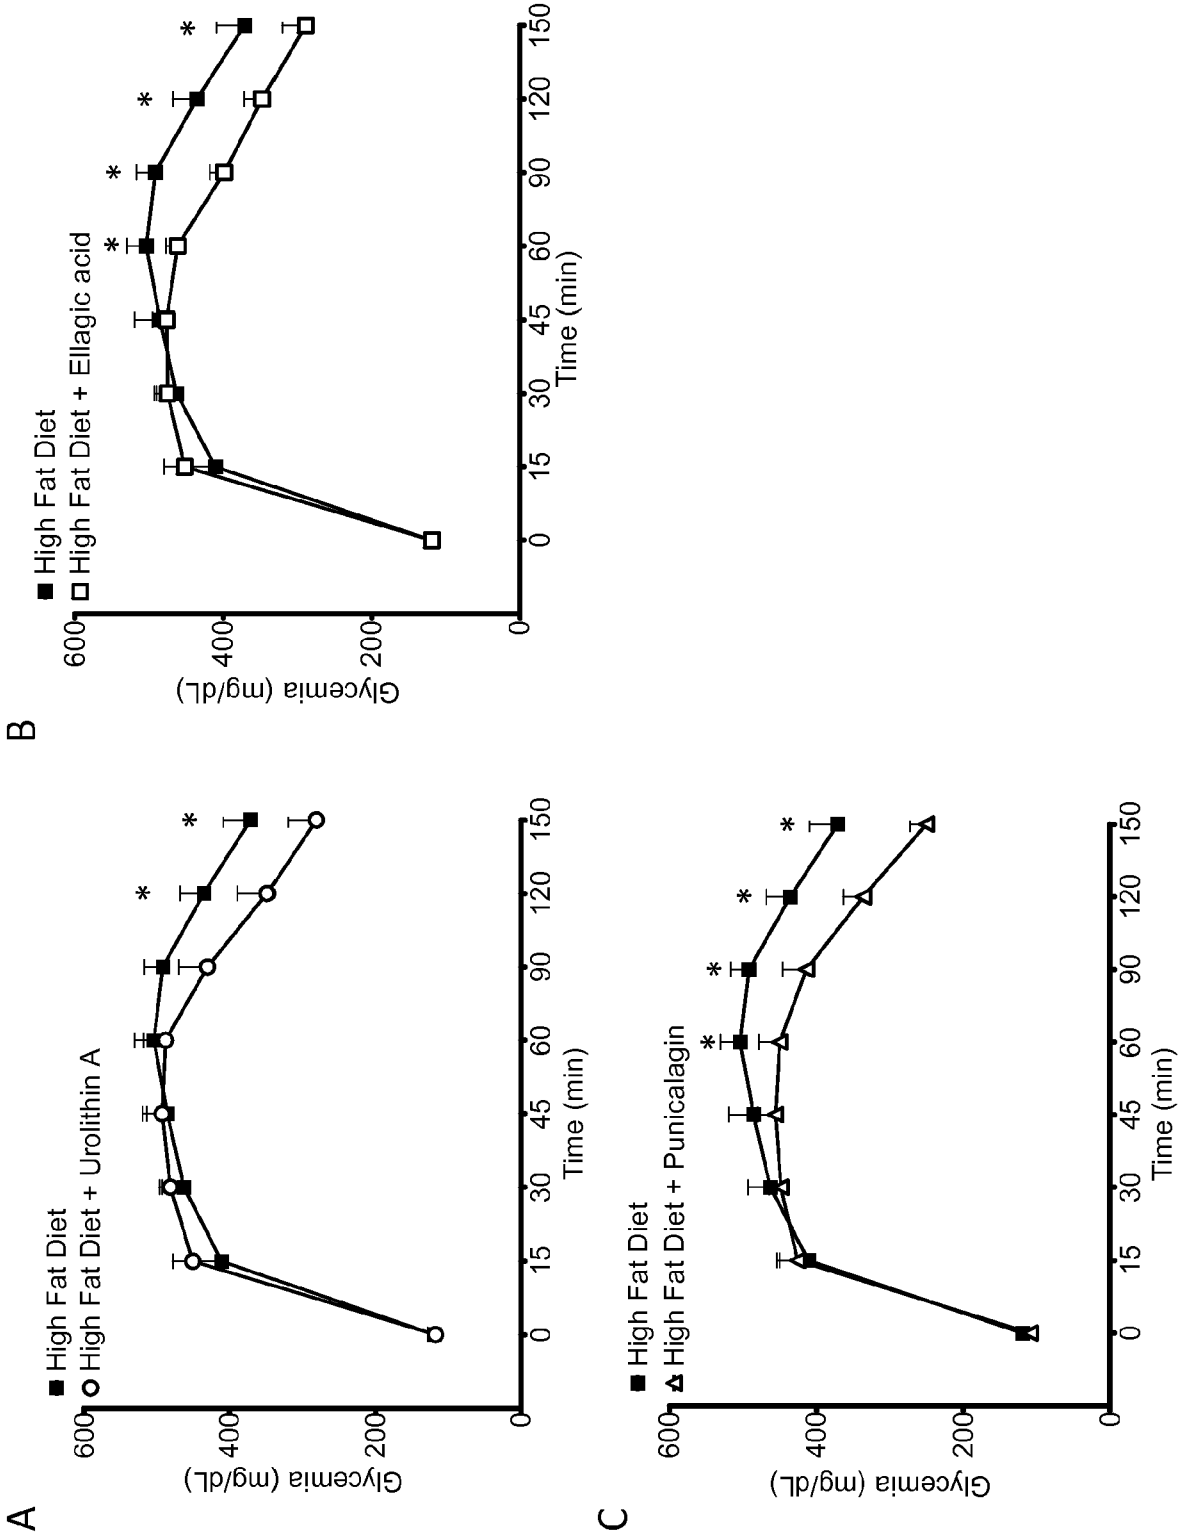 A
High Fat Diet
High Fat Diet + Urolithin A
600
400
200
0
Glycemia (mg/dL)
* *
0 15 30 45 60 90 120 150
Time (min)
B
High Fat Diet
High Fat Diet + Ellagic acid
600
400
200
0
Glycemia (mg/dL)
* * * *
0 15 30 45 60 90 120 150
Time (min)
C
High Fat Diet
High Fat Diet + Punicalagin
600
400
200
0
Glycemia (mg/dL)
* * * *
0 15 30 45 60 90 120 150
Time (min)